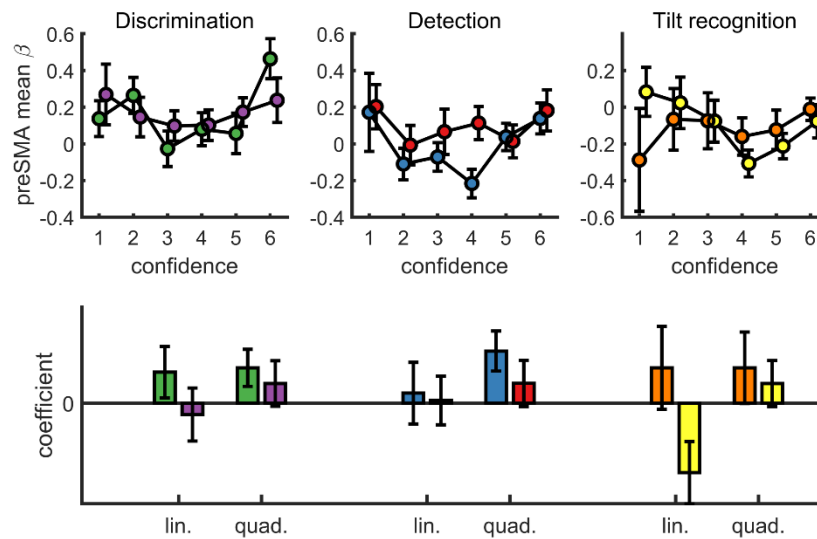 Discrimination
Detection
Tilt recognition
preSMA mean β
0.6
0.4
0.2
0
-0.2
-0.4
1 2 3 4 5 6
confidence
0.6
0.4
0.2
0
-0.2
-0.4
1 2 3 4 5 6
confidence
0.2
0
-0.2
-0.4
-0.6
1 2 3 4 5 6
confidence
coefficient
0
lin. quad.
lin. quad.
lin. quad.